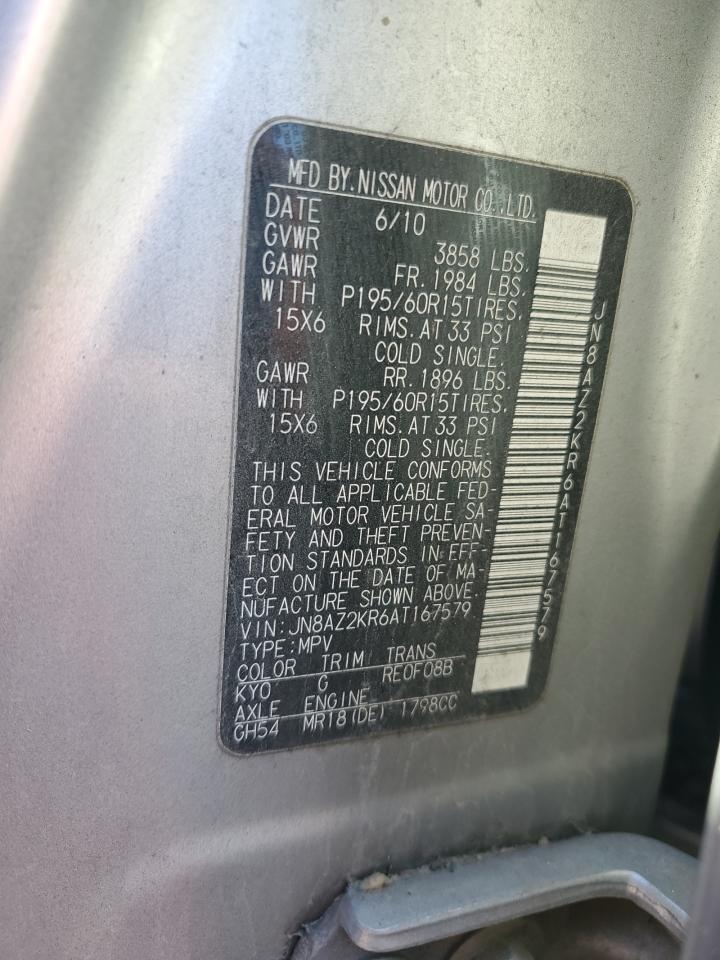 MFD BY.NISSAN MOTOR CO.,LTD.
DATE 6/10
GVWR 3858 LBS.
GAWR FR. 1984 LBS.
WITH P195/60R15TIRES.
15X6 RIMS. AT 33 PSI
COLD SINGLE.
GAWR RR. 1896 LBS.
WITH P195/60R15TIRES.
15X6 RIMS. AT 33 PSI
COLD SINGLE.
THIS VEHICLE CONFORMS
TO ALL APPLICABLE FED-
ERAL MOTOR VEHICLE SA-
FETY AND THEFT PREVEN-
TION STANDARDS IN EFF-
ECT ON THE DATE OF MA-
NUFACTURE SHOWN ABOVE.
VIN:JN8AZ2KR6AT167579
TYPE:MPV
COLOR TRIM TRANS
KY0 G RE0F08B
AXLE ENGINE
GH54 MR18(DE) 1798CC
JN8AZ2KR6AT167579